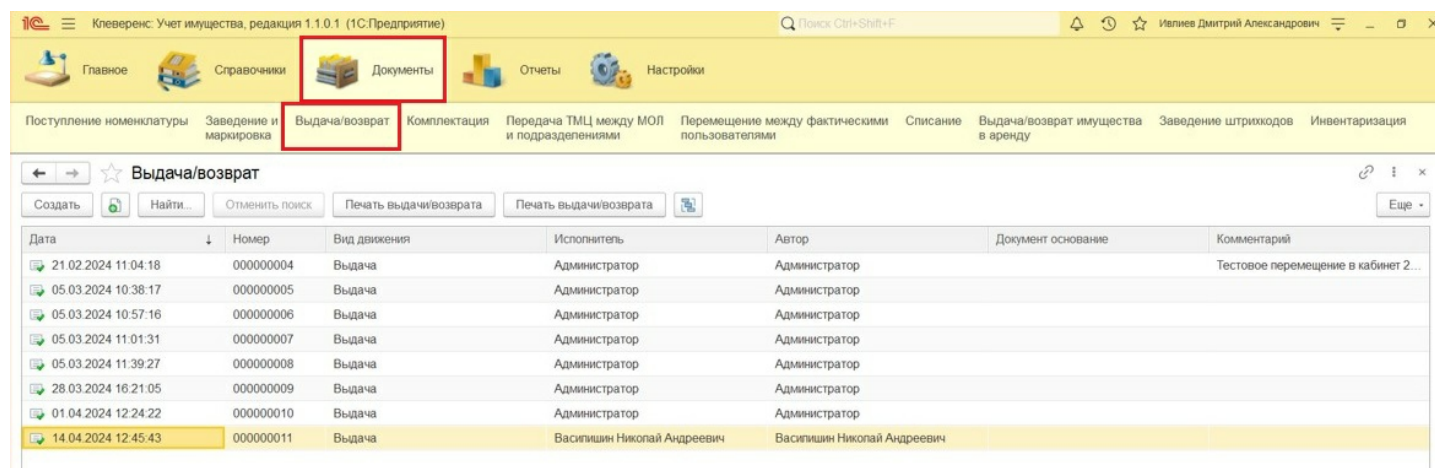 1С Клеверенс: Учет имущества, редакция 1.1.0.1 (1С:Предприятие) Поиск Ctrl+Shift+F Ивлиев Дмитрий Александрович
Главное Справочники Документы Отчеты Настройки
Поступление номенклатуры Заведение и маркировка Выдача/возврат Комплектация Передача ТМЦ между МОЛ и подразделениями Перемещение между фактическими пользователями Списание Выдача/возврат имущества в аренду Заведение штрихкодов Инвентаризация
Выдача/возврат
Создать Найти... Отменить поиск Печать выдачи/возврата Печать выдачи/возврата Еще
Дата Номер Вид движения Исполнитель Автор Документ основание Комментарий
21.02.2024 11:04:18 000000004 Выдача Администратор Администратор Тестовое перемещение в кабинет 2...
05.03.2024 10:38:17 000000005 Выдача Администратор Администратор
05.03.2024 10:57:16 000000006 Выдача Администратор Администратор
05.03.2024 11:01:31 000000007 Выдача Администратор Администратор
05.03.2024 11:39:27 000000008 Выдача Администратор Администратор
28.03.2024 16:21:05 000000009 Выдача Администратор Администратор
01.04.2024 12:24:22 000000010 Выдача Администратор Администратор
14.04.2024 12:45:43 000000011 Выдача Василишин Николай Андреевич Василишин Николай Андреевич